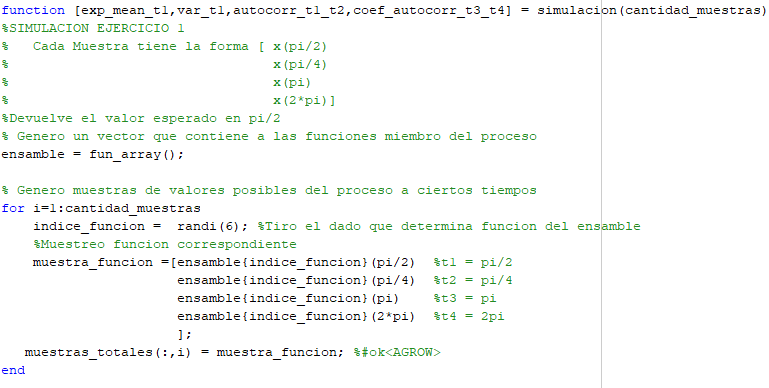 function [exp_mean_t1,var_t1,autocorr_t1_t2,coef_autocorr_t3_t4] = simulacion(cantidad_muestras)
%SIMULACION EJERCICIO 1
%   Cada Muestra tiene la forma [ x(pi/2)
%                                 x(pi/4)
%                                 x(pi)
%                                 x(2*pi)]
%Devuelve el valor esperado en pi/2
% Genero un vector que contiene a las funciones miembro del proceso
ensamble = fun_array();
% Genero muestras de valores posibles del proceso a ciertos tiempos
for i=1:cantidad_muestras
    indice_funcion =  randi(6); %Tiro el dado que determina funcion del ensamble
    %Muestreo funcion correspondiente
    muestra_funcion =[ensamble{indice_funcion}(pi/2)  %t1 = pi/2
                      ensamble{indice_funcion}(pi/4)  %t2 = pi/4
                      ensamble{indice_funcion}(pi)    %t3 = pi
                      ensamble{indice_funcion}(2*pi)  %t4 = 2pi
                      ];
   muestras_totales(:,i) = muestra_funcion; %#ok<AGROW>
end